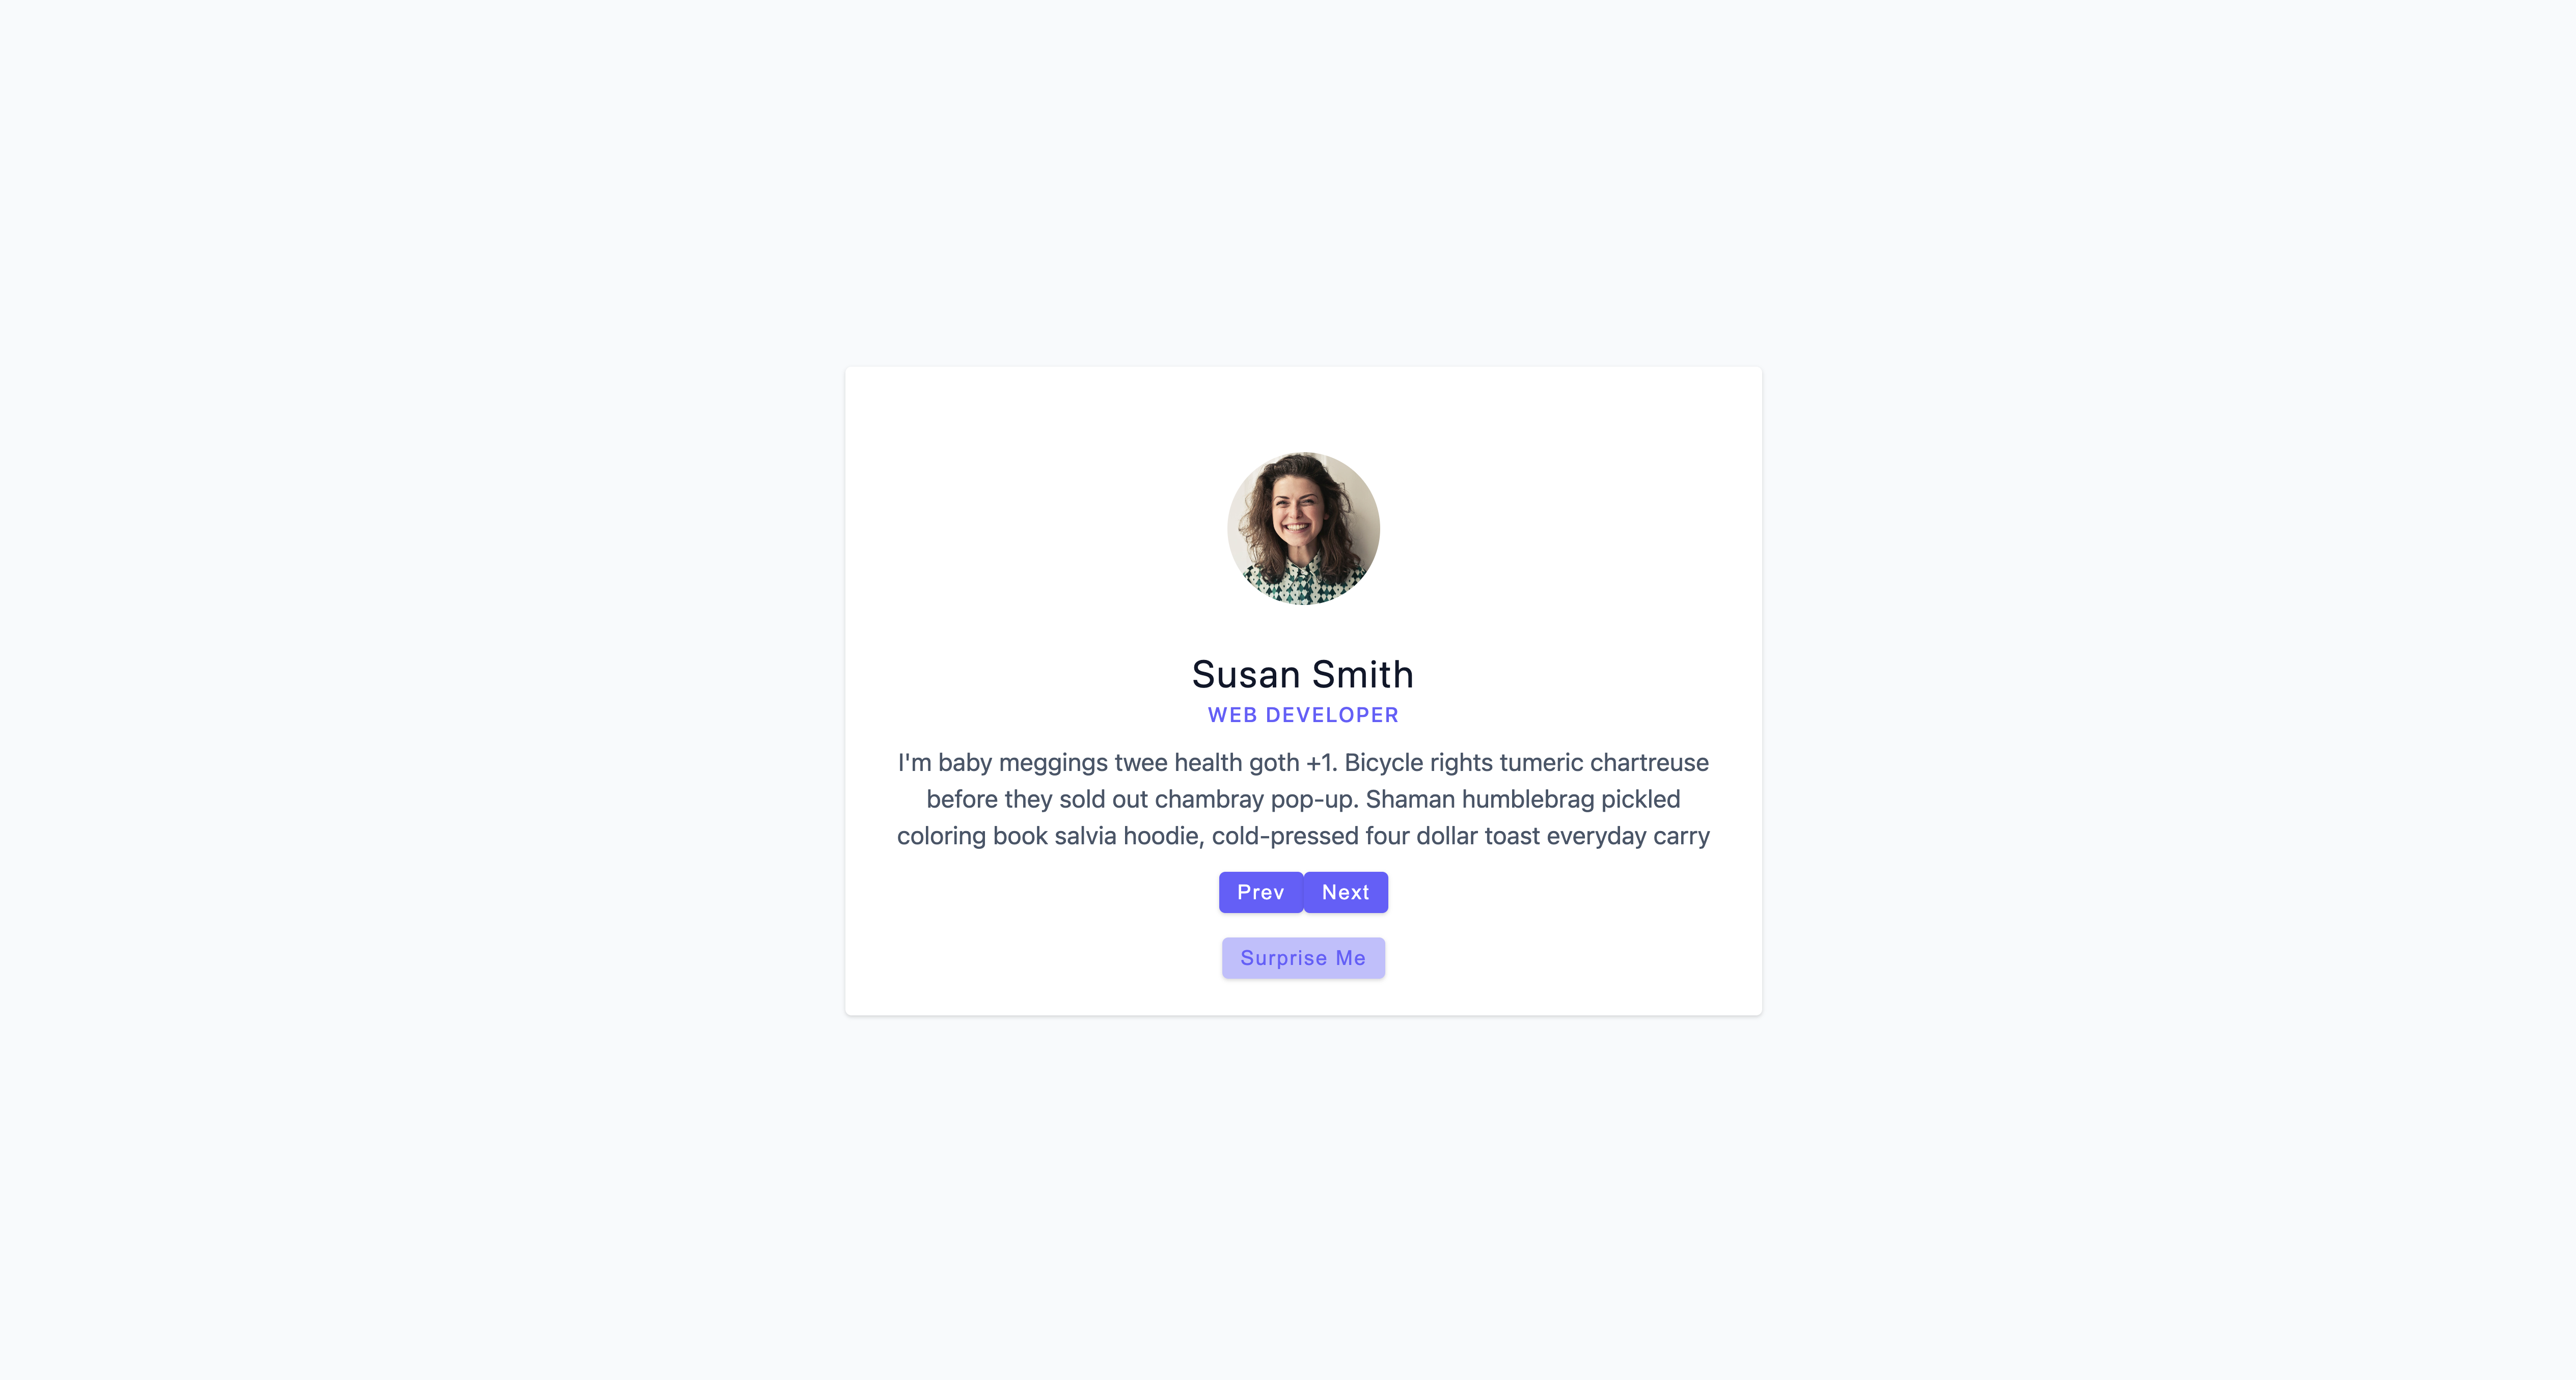 Susan Smith
WEB DEVELOPER
I'm baby meggings twee health goth +1. Bicycle rights tumeric chartreuse
before they sold out chambray pop-up. Shaman humblebrag pickled
coloring book salvia hoodie, cold-pressed four dollar toast everyday carry
Prev Next
Surprise Me